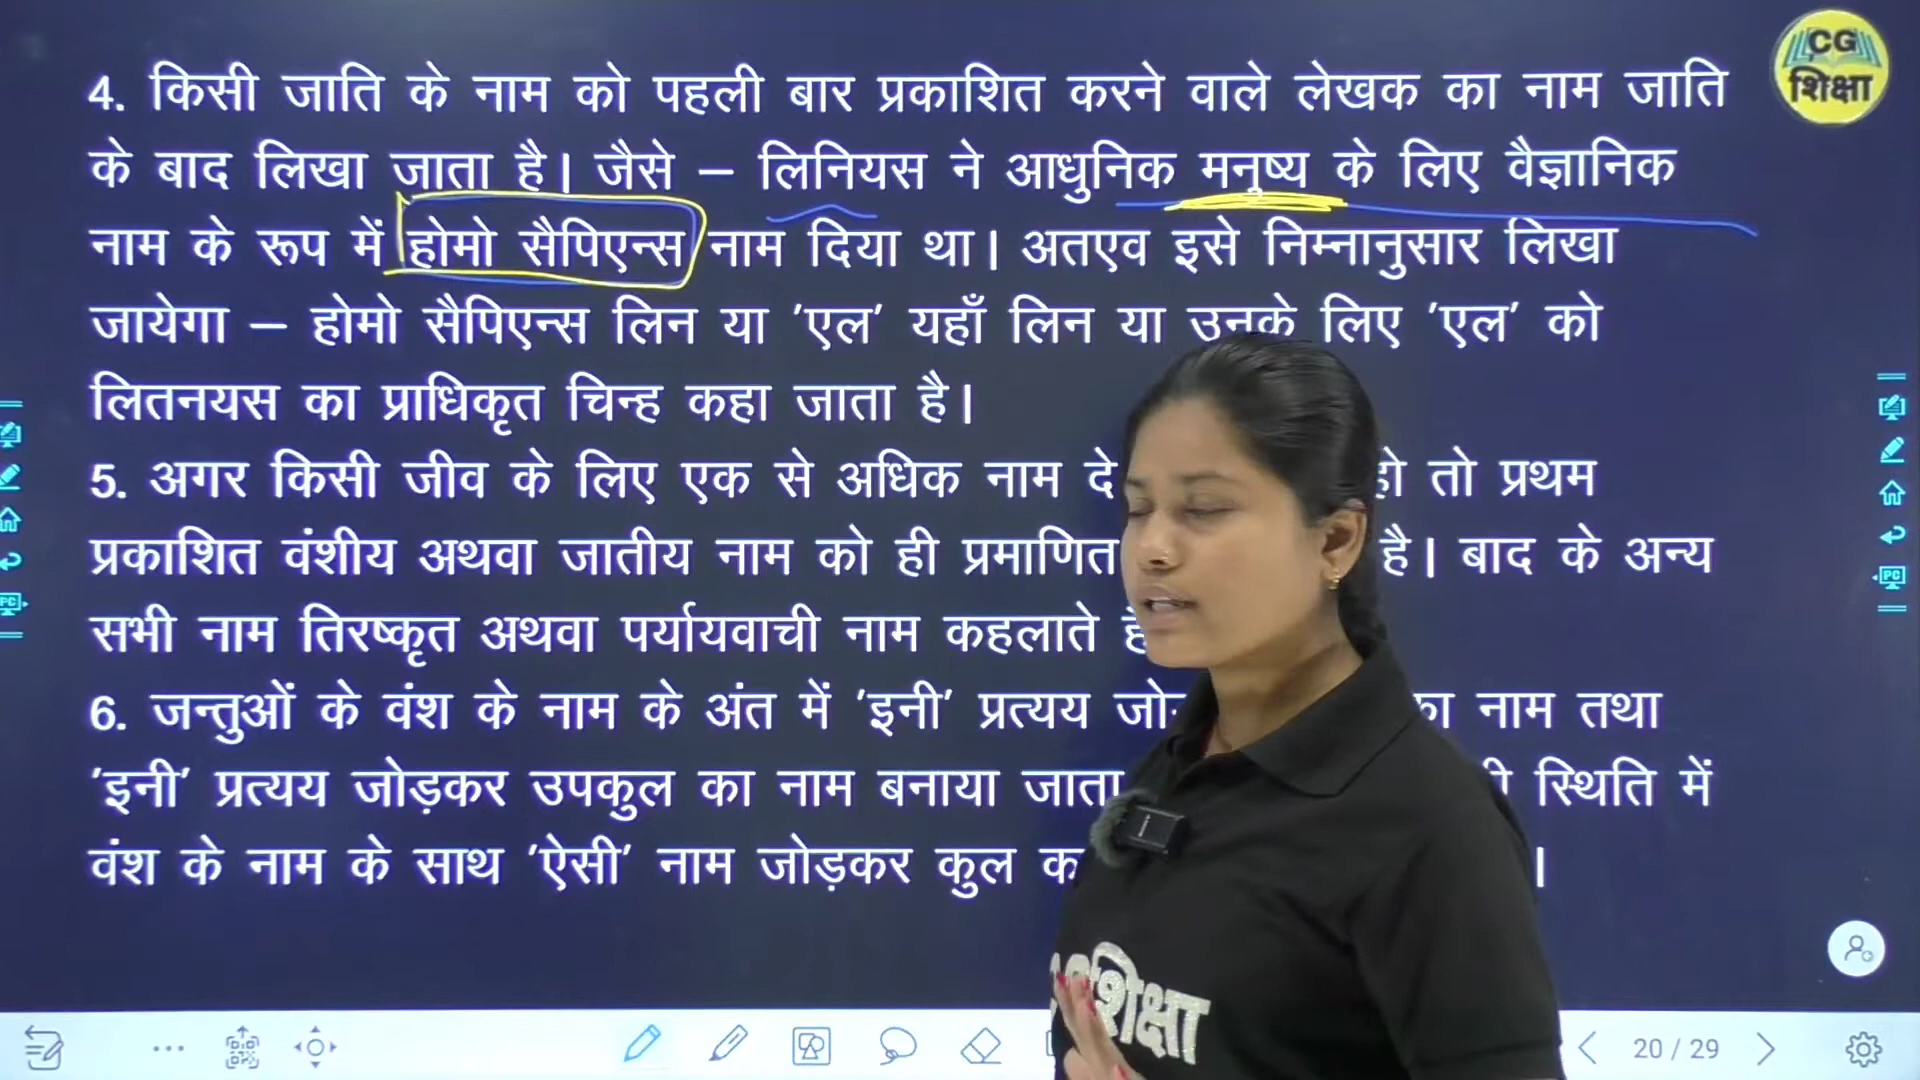 CG
शिक्षा
4. किसी जाति के नाम को पहली बार प्रकाशित करने वाले लेखक का नाम जाति
के बाद लिखा जाता है। जैसे – लिनियस ने आधुनिक मनुष्य के लिए वैज्ञानिक
नाम के रूप में होमो सैपिएन्स नाम दिया था। अतएव इसे निम्नानुसार लिखा
जायेगा – होमो सैपिएन्स लिन या 'एल' यहाँ लिन या उनके लिए 'एल' को
लितनयस का प्राधिकृत चिन्ह कहा जाता है।
5. अगर किसी जीव के लिए एक से अधिक नाम दे हो तो प्रथम
प्रकाशित वंशीय अथवा जातीय नाम को ही प्रमाणित है। बाद के अन्य
सभी नाम तिरष्कृत अथवा पर्यायवाची नाम कहलाते
6. जन्तुओं के वंश के नाम के अंत में 'इनी' प्रत्यय का नाम तथा
'इनी' प्रत्यय जोड़कर उपकुल का नाम बनाया जाता स्थिति में
वंश के नाम के साथ 'ऐसी' नाम जोड़कर कुल
शिक्षा
PC
PC
20 / 29